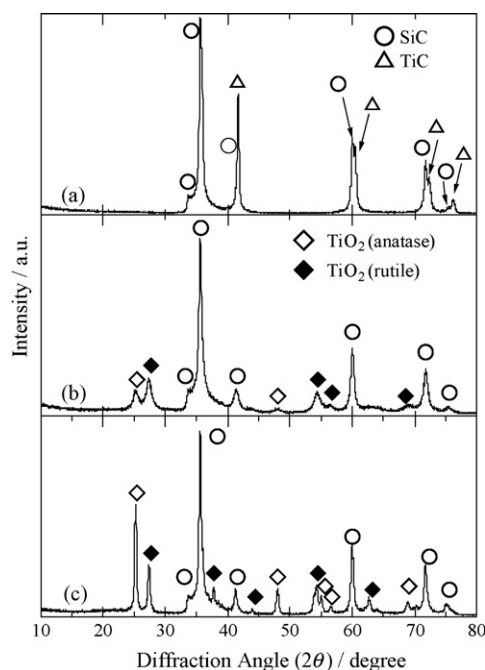 SiC
TiC
(a)
TiO2 (anatase)
TiO2 (rutile)
(b)
(c)
Intensity / a.u.
10 20 30 40 50 60 70 80
Diffraction Angle (2θ) / degree